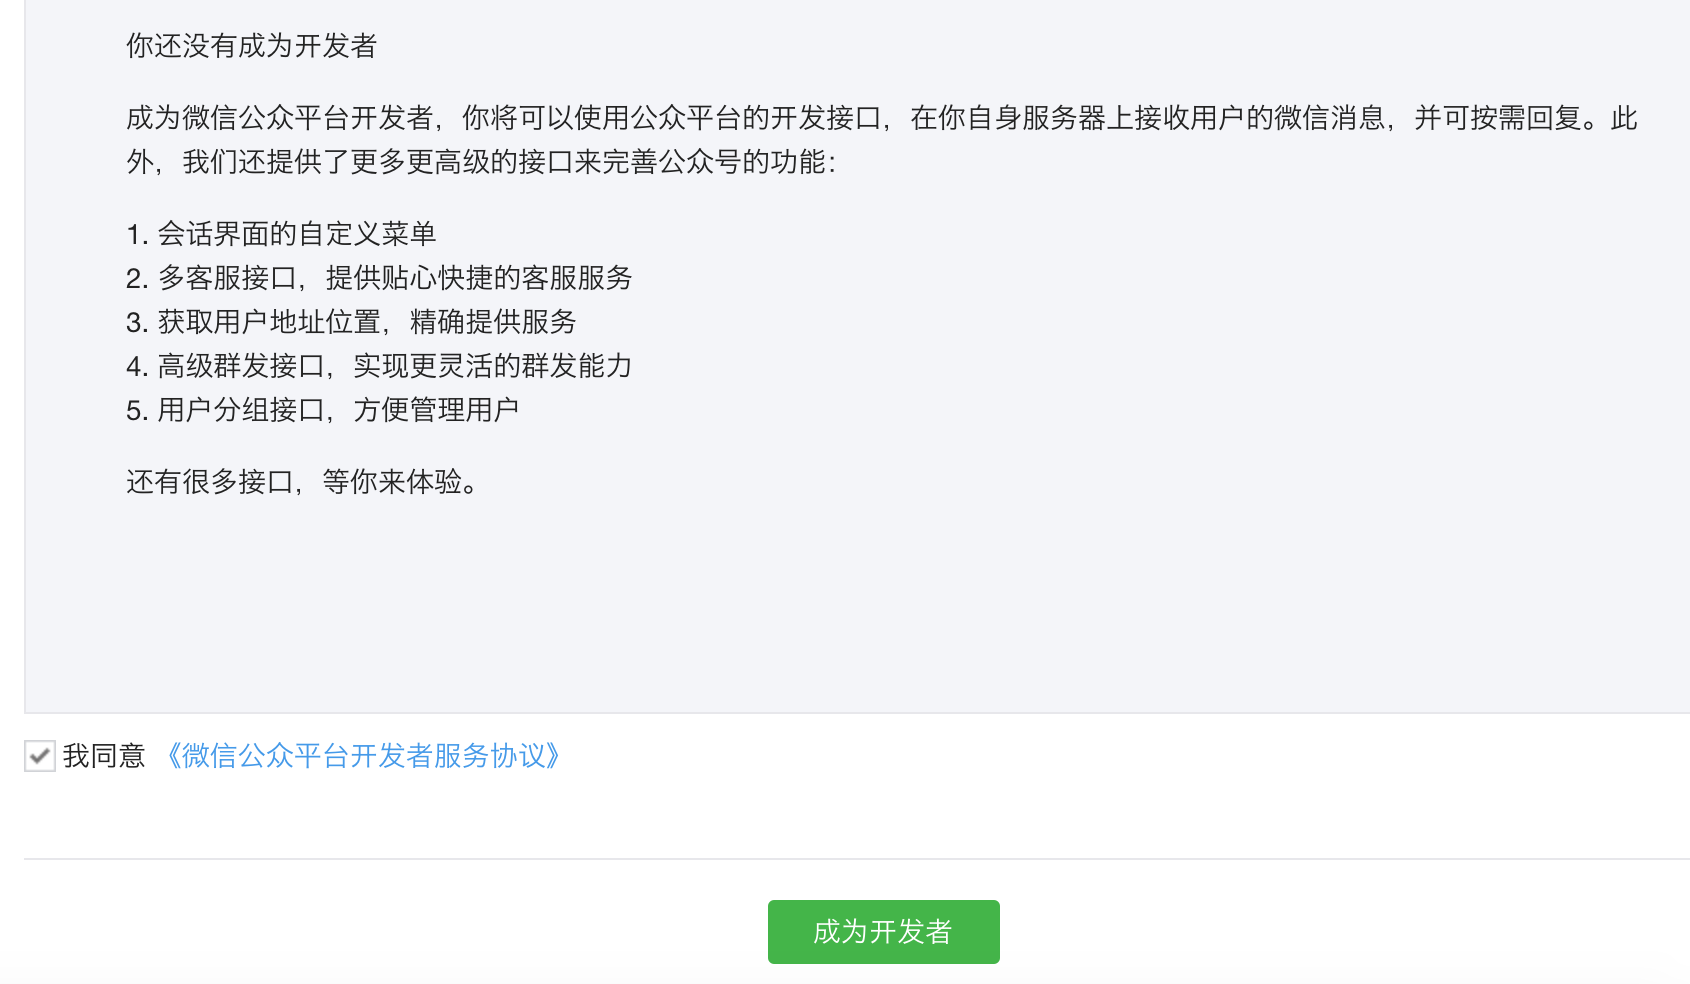 你还没有成为开发者
成为微信公众平台开发者，你将可以使用公众平台的开发接口，在你自身服务器上接收用户的微信消息，并可按需回复。此
外，我们还提供了更多更高级的接口来完善公众号的功能：
1. 会话界面的自定义菜单
2. 多客服接口，提供贴心快捷的客服服务
3. 获取用户地址位置，精确提供服务
4. 高级群发接口，实现更灵活的群发能力
5. 用户分组接口，方便管理用户
还有很多接口，等你来体验。
我同意 《微信公众平台开发者服务协议》
成为开发者